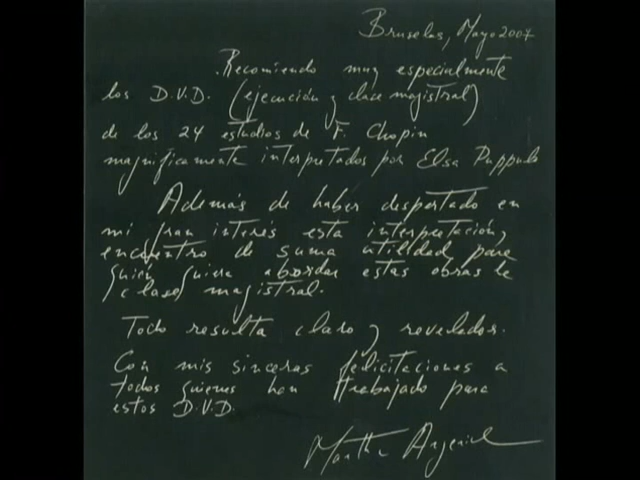 Bruselas, Mayo 2007
Recomiendo muy especialmente
los D.V.D. (ejecución y clase magistral)
de los 24 estudios de F. Chopin
magníficamente interpretados por Elsa Puppulo
Además de haber despertado en
mi gran interés esta interpretación,
encuentro de suma utilidad para
quien quiera abordar estas obras la
(clase) magistral.
Todo resulta claro y revelador.
Con mis sinceras felicitaciones a
todos quienes han trabajado para
estos D.V.D.
Martha Argerich